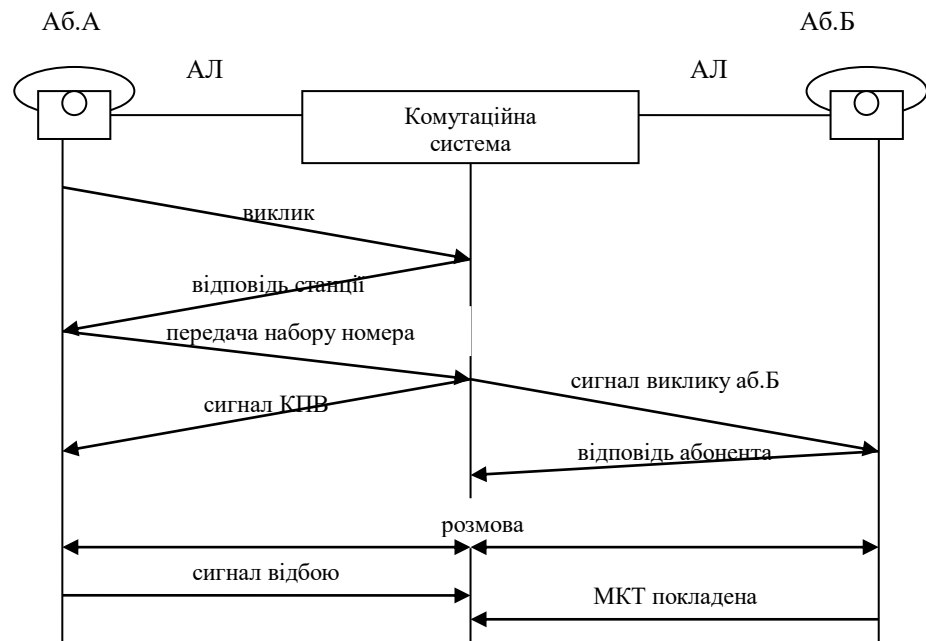 Аб.А
Аб.Б
АЛ
АЛ
Комутаційна
система
виклик
відповідь станції
передача набору номера
сигнал виклику аб.Б
сигнал КПВ
відповідь абонента
розмова
сигнал відбою
МКТ покладена